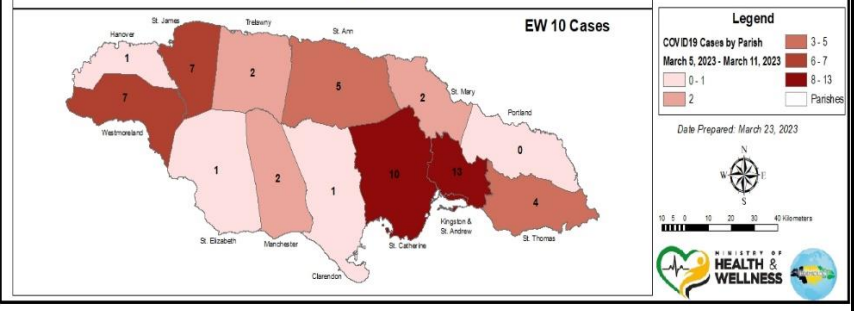 EW 10 Cases
St. James
Trelawny
St. Ann
Hanover
1
7
2
5
7
2
St. Mary
Portland
Westmoreland
0
1
2
1
10
13
4
Kingston &
St. Andrew
St. Elizabeth
Manchester
St. Catherine
St. Thomas
Clarendon
Legend
COVID19 Cases by Parish
March 5, 2023 - March 11, 2023
0 - 1
2
3 - 5
6 - 7
8 - 13
Parishes
Date Prepared: March 23, 2023
N
W
E
S
10 5 0 10 20 30 40 Kilometers
MINISTRY OF
HEALTH &
WELLNESS